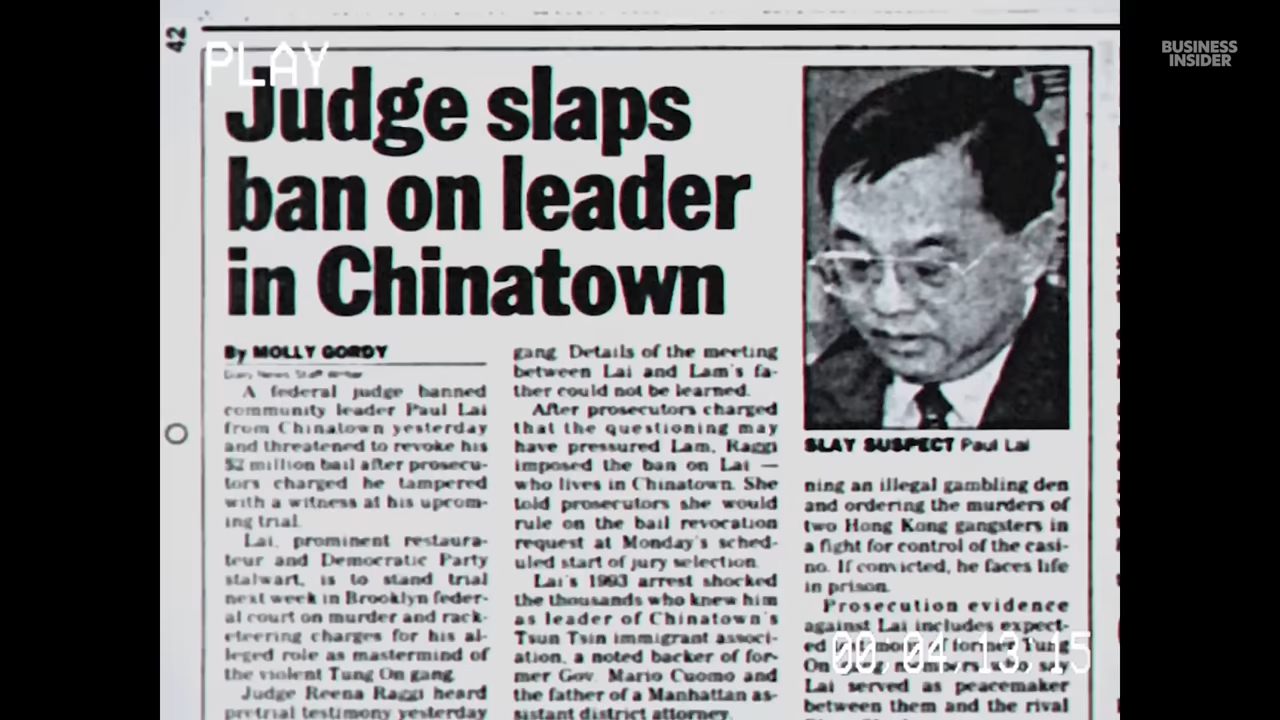 42
PLAY
BUSINESS
INSIDER
Judge slaps
ban on leader
in Chinatown
By MOLLY GORDY
Daily News Staff Writer
A federal judge banned
community leader Paul Lai
from Chinatown yesterday
and threatened to revoke his
$2 million bail after prosecu-
tors charged he tampered
with a witness at his upcom-
ing trial.
Lai, prominent restaura-
teur and Democratic Party
stalwart, is to stand trial
next week in Brooklyn feder-
al court on murder and rack-
eteering charges for his al-
leged role as mastermind of
the violent Tung On gang.
Judge Reena Raggi heard
pretrial testimony yesterday
gang. Details of the meeting
between Lai and Lam's fa-
ther could not be learned.
After prosecutors charged
that the questioning may
have pressured Lam, Raggi
imposed the ban on Lai —
who lives in Chinatown. She
told prosecutors she would
rule on the bail revocation
request at Monday's sched-
uled start of jury selection.
Lai's 1993 arrest shocked
the thousands who knew him
as leader of Chinatown's
Tsun Tsin immigrant associ-
ation, a noted backer of for-
mer Gov. Mario Cuomo and
the father of a Manhattan as-
sistant district attorney.
SLAY SUSPECT Paul Lai
ning an illegal gambling den
and ordering the murders of
two Hong Kong gangsters in
a fight for control of the casi-
no. If convicted, he faces life
in prison.
Prosecution evidence
against Lai includes expect-
ed former Tung
On
Lai served as peacemaker
between them and the rival
00:04:13.15